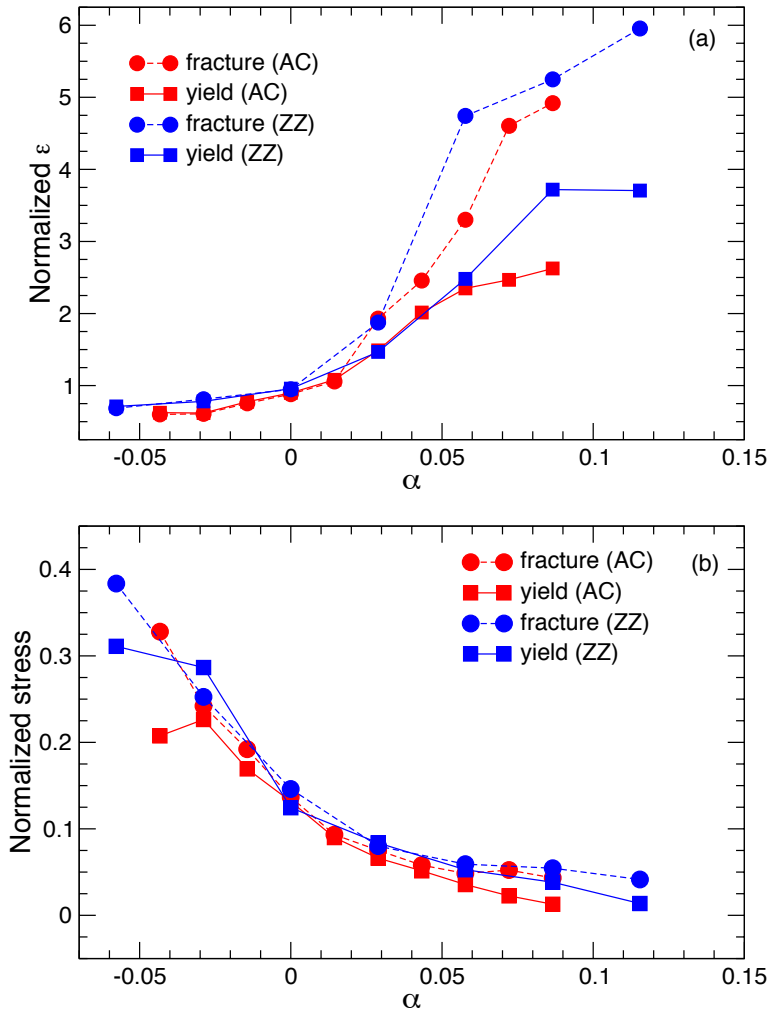 (a)
fracture (AC)
yield (AC)
fracture (ZZ)
yield (ZZ)
Normalized ε
6
5
4
3
2
1
-0.05 0 0.05 0.1 0.15
α
(b)
fracture (AC)
yield (AC)
fracture (ZZ)
yield (ZZ)
Normalized stress
0.4
0.3
0.2
0.1
0
-0.05 0 0.05 0.1 0.15
α